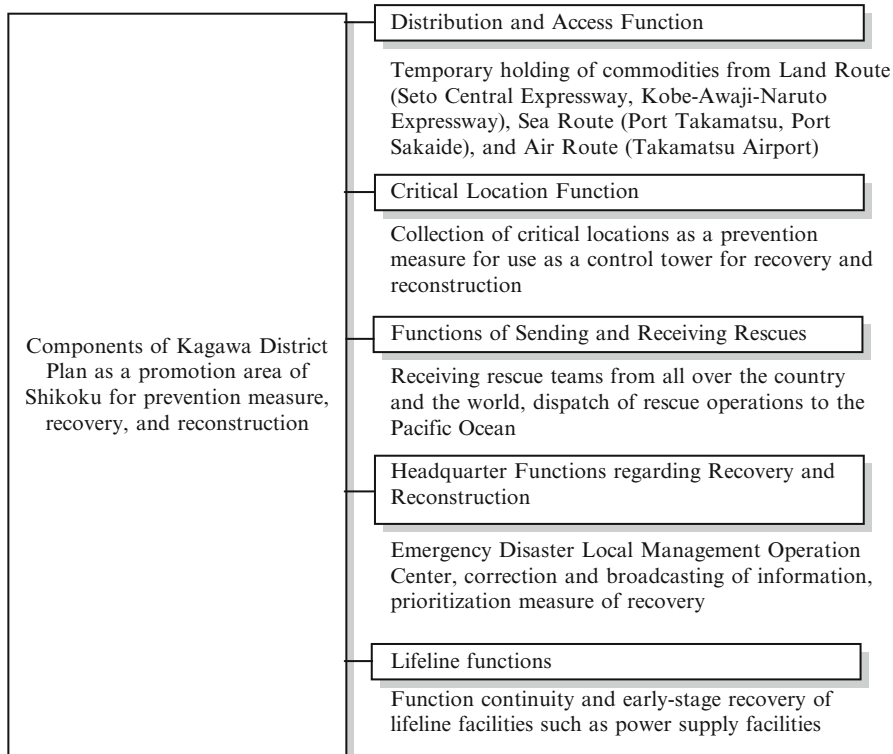 Components of Kagawa District
Plan as a promotion area of
Shikoku for prevention measure,
recovery, and reconstruction
Distribution and Access Function
Temporary holding of commodities from Land Route
(Seto Central Expressway, Kobe-Awaji-Naruto
Expressway), Sea Route (Port Takamatsu, Port
Sakaide), and Air Route (Takamatsu Airport)
Critical Location Function
Collection of critical locations as a prevention
measure for use as a control tower for recovery and
reconstruction
Functions of Sending and Receiving Rescues
Receiving rescue teams from all over the country
and the world, dispatch of rescue operations to the
Pacific Ocean
Headquarter Functions regarding Recovery and
Reconstruction
Emergency Disaster Local Management Operation
Center, correction and broadcasting of information,
prioritization measure of recovery
Lifeline functions
Function continuity and early-stage recovery of
lifeline facilities such as power supply facilities